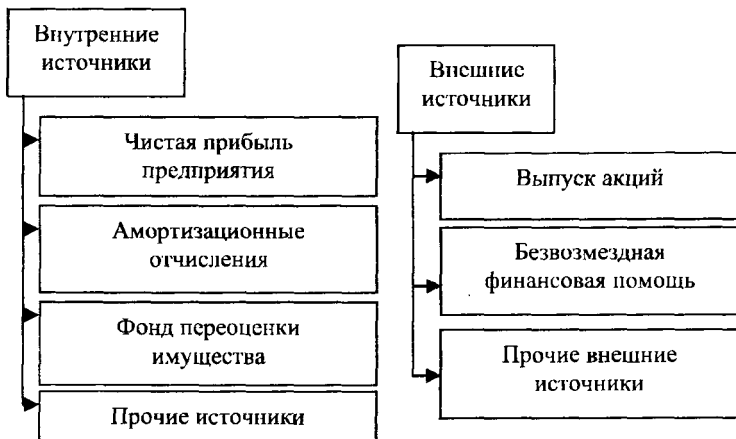 Внутренние
источники
Чистая прибыль
предприятия
Амортизационные
отчисления
Фонд переоценки
имущества
Прочие источники
Внешние
источники
Выпуск акций
Безвозмездная
финансовая помощь
Прочие внешние
источники